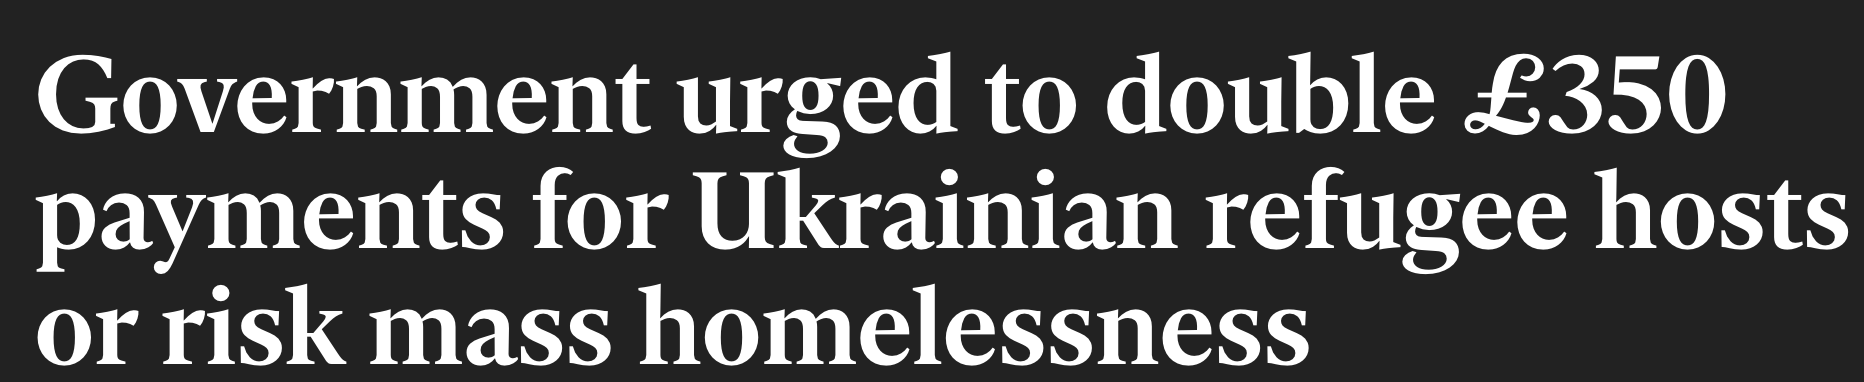 Government urged to double £350
payments for Ukrainian refugee hosts
or risk mass homelessness